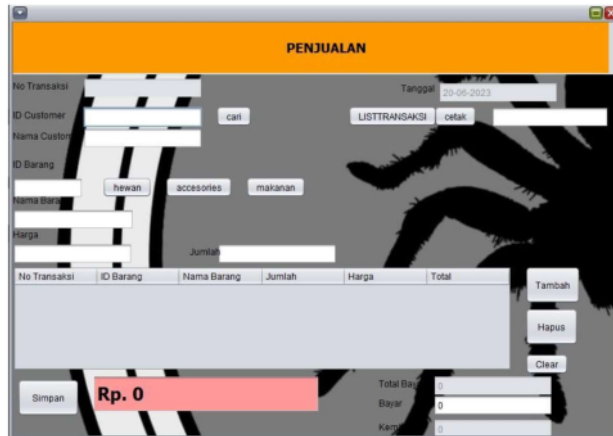 PENJUALAN
No Transaksi
Tanggal 20-06-2023
ID Customer cari LISTTRANSAKSI cetak
Nama Custom
ID Barang
hewan accesories makanan
Nama Bara
Harga
Jumlah
No Transaksi ID Barang Nama Barang Jumlah Harga Total
Tambah
Hapus
Clear
Simpan Rp. 0 Total Bay 0
Bayar 0
Kem 0